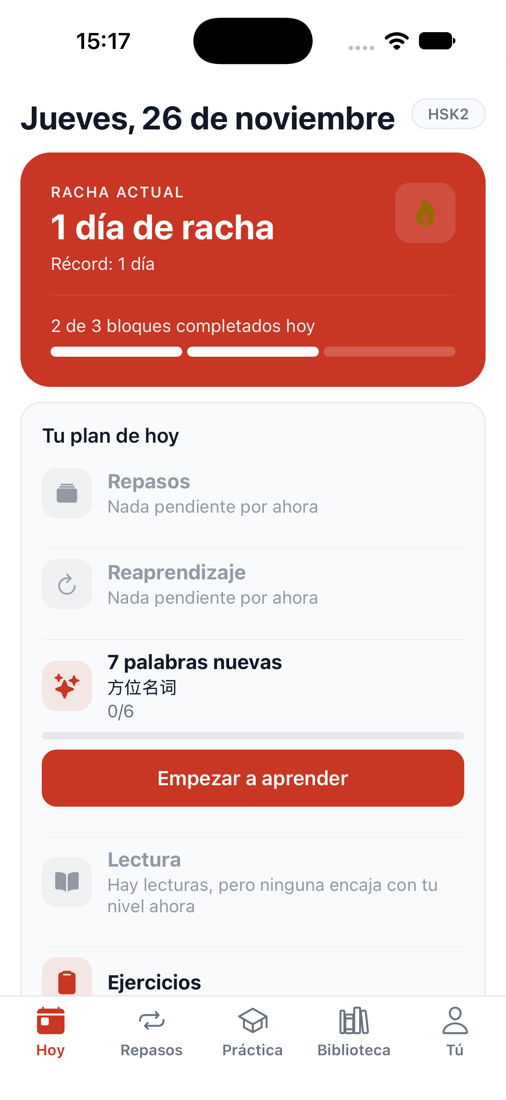 15:17
Jueves, 26 de noviembre
HSK2
RACHA ACTUAL
1 día de racha
Récord: 1 día
2 de 3 bloques completados hoy
Tu plan de hoy
Repasos
Nada pendiente por ahora
Reaprendizaje
Nada pendiente por ahora
7 palabras nuevas
方位名词
0/6
Empezar a aprender
Lectura
Hay lecturas, pero ninguna encaja con tu
nivel ahora
Ejercicios
Hoy
Repasos
Práctica
Biblioteca
Tú